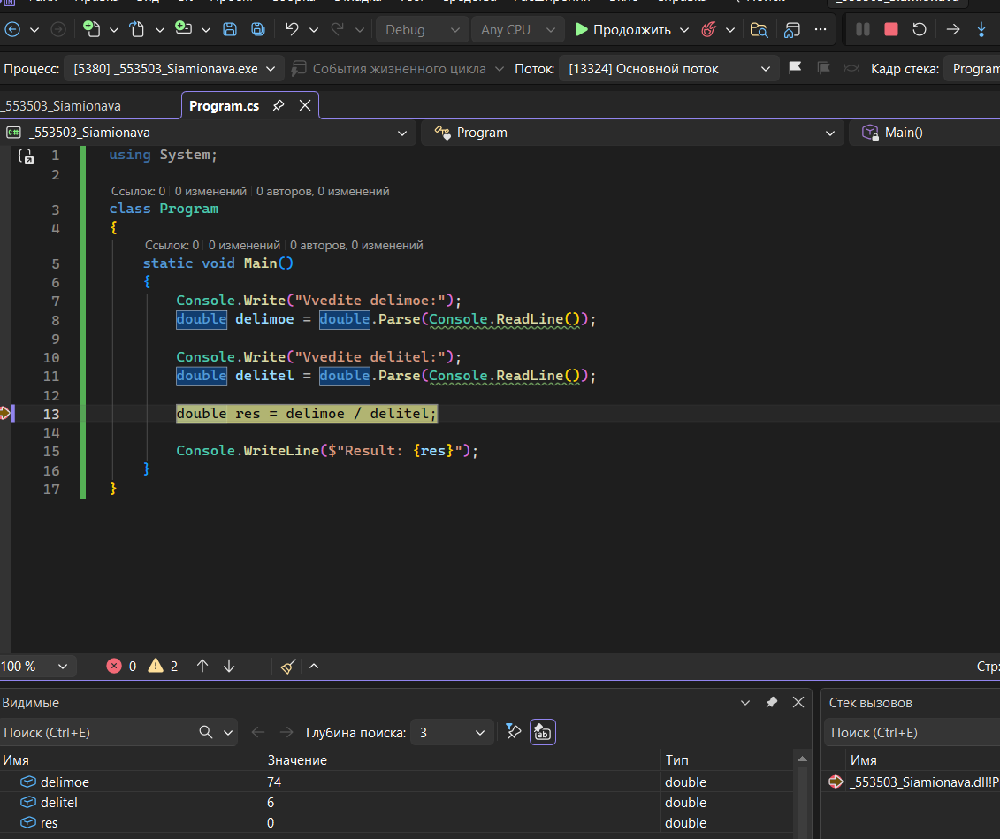 Debug
Any CPU
Продолжить
Процесс:
[5380] _553503_Siamionava.exe
События жизненного цикла
Поток:
[13324] Основной поток
Кадр стека:
Program
_553503_Siamionava
Program.cs
C#
_553503_Siamionava
Program
Main()
1 using System;
2
Ссылок: 0 | 0 изменений | 0 авторов, 0 изменений
3 class Program
4 {
Ссылок: 0 | 0 изменений | 0 авторов, 0 изменений
5 static void Main()
6 {
7 Console.Write("Vvedite delimoe:");
8 double delimoe = double.Parse(Console.ReadLine());
9
10 Console.Write("Vvedite delitel:");
11 double delitel = double.Parse(Console.ReadLine());
12
13 double res = delimoe / delitel;
14
15 Console.WriteLine($"Result: {res}");
16 }
17 }
100 %
0
2
Стр:
Видимые
Поиск (Ctrl+E)
Глубина поиска:
3
Имя Значение Тип
delimoe 74 double
delitel 6 double
res 0 double
Стек вызовов
Поиск (Ctrl+E)
Имя
_553503_Siamionava.dll!P